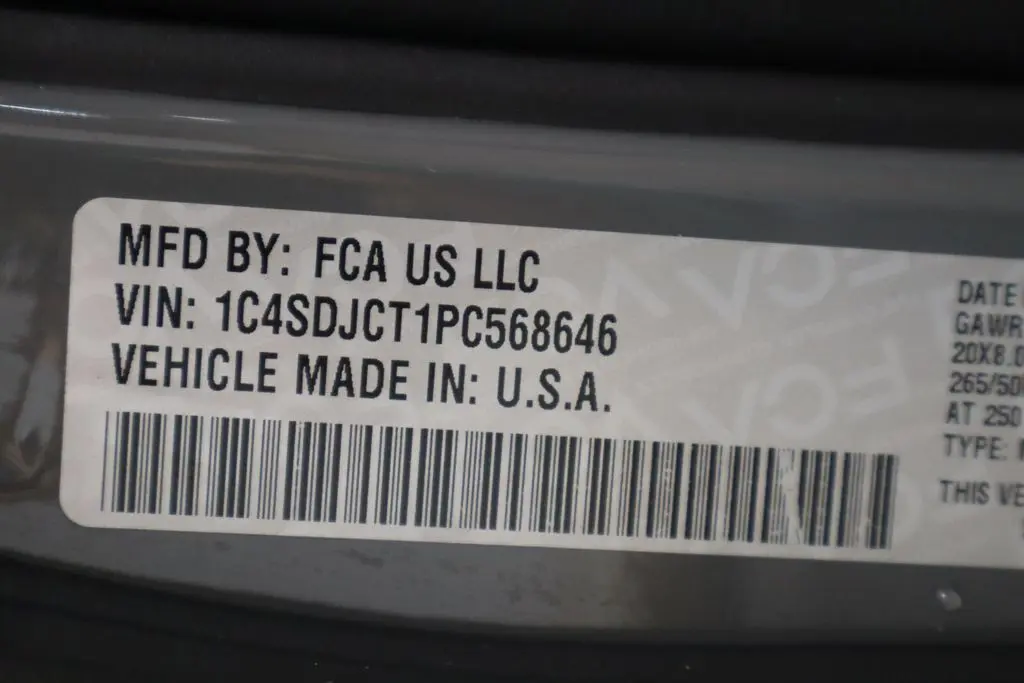 MFD BY: FCA US LLC
VIN: 1C4SDJCT1PC568646
VEHICLE MADE IN: U.S.A.
DATE
GAWR
20X8.0
265/50
AT 250
TYPE:
THIS VE